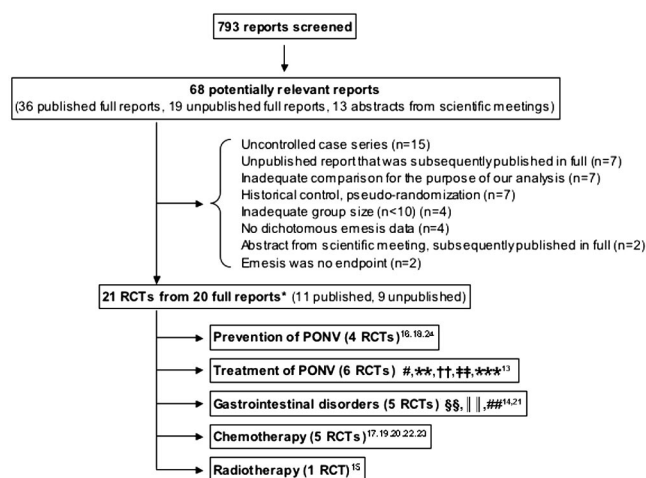 793 reports screened
68 potentially relevant reports
(36 published full reports, 19 unpublished full reports, 13 abstracts from scientific meetings)
Uncontrolled case series (n=15)
Unpublished report that was subsequently published in full (n=7)
Inadequate comparison for the purpose of our analysis (n=7)
Historical control, pseudo-randomization (n=7)
Inadequate group size (n<10) (n=4)
No dichotomous emesis data (n=4)
Abstract from scientific meeting, subsequently published in full (n=2)
Emesis was no endpoint (n=2)
21 RCTs from 20 full reports* (11 published, 9 unpublished)
Prevention of PONV (4 RCTs)16,18,24
Treatment of PONV (6 RCTs) #,**,††,‡‡,***13
Gastrointestinal disorders (5 RCTs) §§,║║,##14,21
Chemotherapy (5 RCTs)17,19,20,22,23
Radiotherapy (1 RCT)15